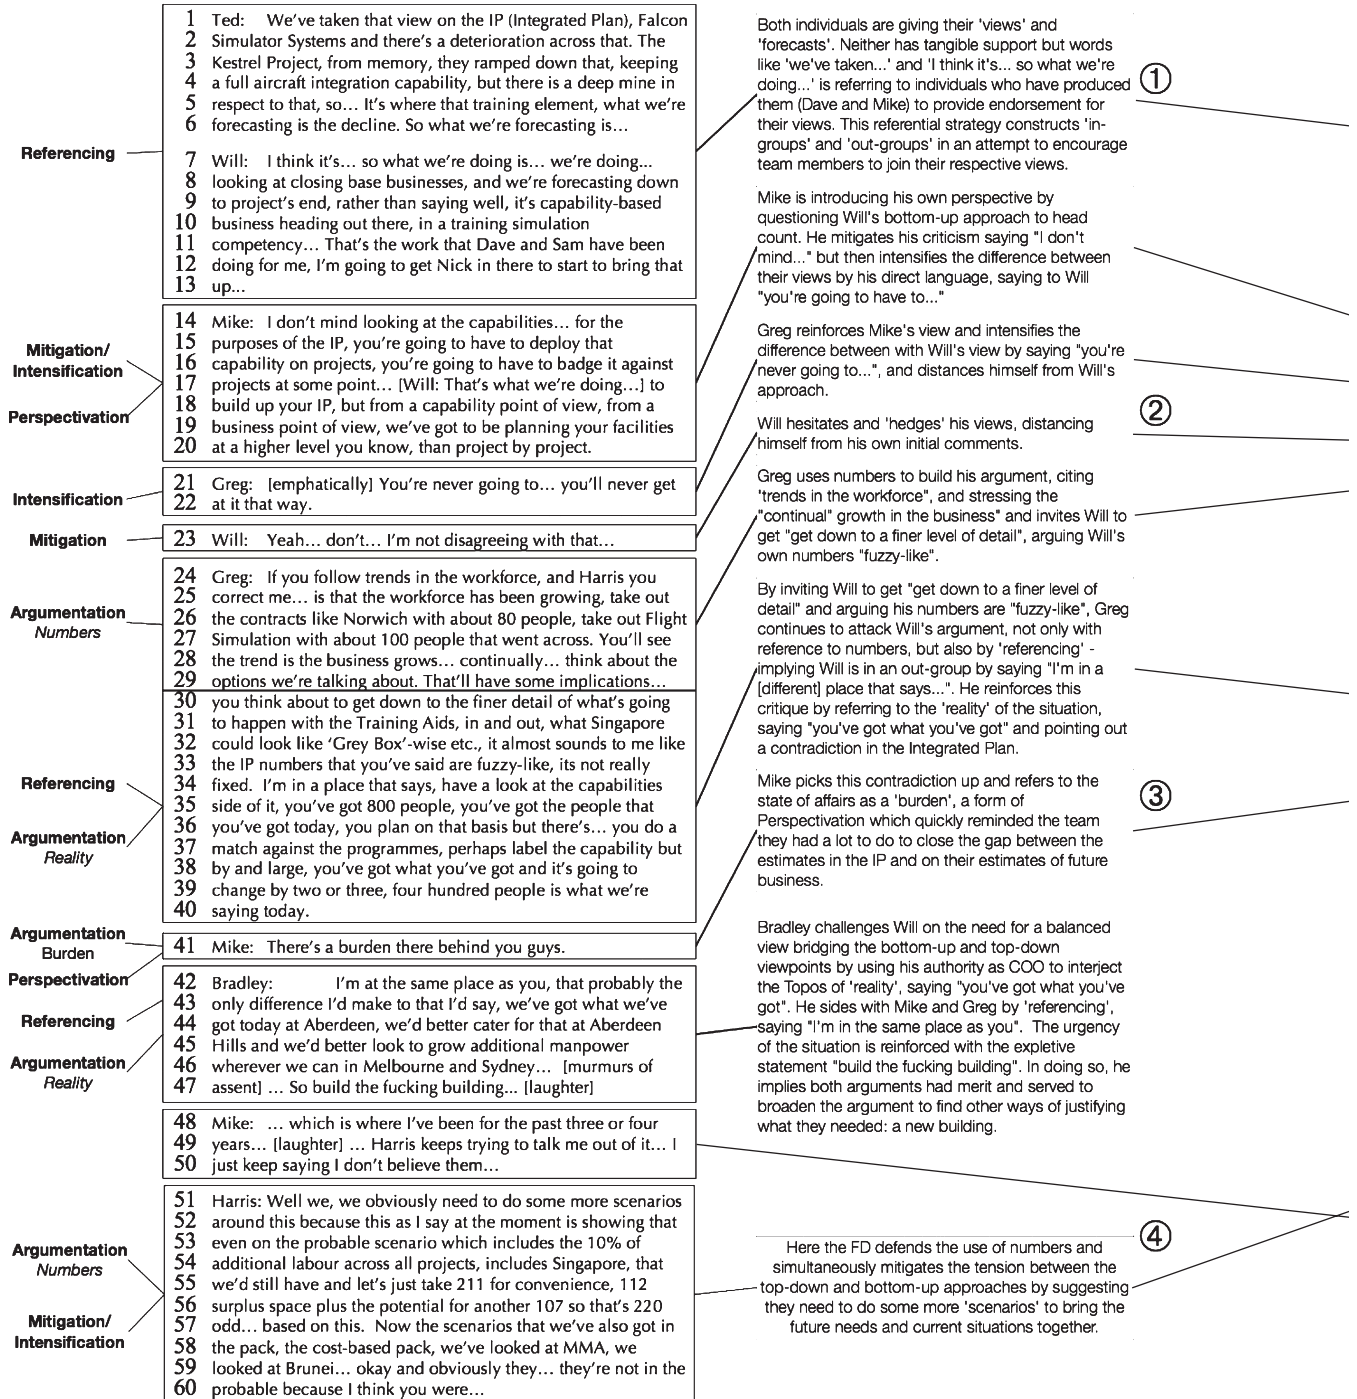 Referencing
1 Ted: We've taken that view on the IP (Integrated Plan), Falcon
2 Simulator Systems and there's a deterioration across that. The
3 Kestrel Project, from memory, they ramped down that, keeping
4 a full aircraft integration capability, but there is a deep mine in
5 respect to that, so... It's where that training element, what we're
6 forecasting is the decline. So what we're forecasting is...
7 Will: I think it's... so what we're doing is... we're doing...
8 looking at closing base businesses, and we're forecasting down
9 to project's end, rather than saying well, it's capability-based
10 business heading out there, in a training simulation
11 competency... That's the work that Dave and Sam have been
12 doing for me, I'm going to get Nick in there to start to bring that
13 up...
Mitigation/
Intensification
Perspectivation
14 Mike: I don't mind looking at the capabilities... for the
15 purposes of the IP, you're going to have to deploy that
16 capability on projects, you're going to have to badge it against
17 projects at some point... [Will: That's what we're doing...] to
18 build up your IP, but from a capability point of view, from a
19 business point of view, we've got to be planning your facilities
20 at a higher level you know, than project by project.
Intensification
21 Greg: [emphatically] You're never going to... you'll never get
22 at it that way.
Mitigation
23 Will: Yeah... don't... I'm not disagreeing with that...
Argumentation
Numbers
24 Greg: If you follow trends in the workforce, and Harris you
25 correct me... is that the workforce has been growing, take out
26 the contracts like Norwich with about 80 people, take out Flight
27 Simulation with about 100 people that went across. You'll see
28 the trend is the business grows... continually... think about the
29 options we're talking about. That'll have some implications...
Referencing
Argumentation
Reality
30 you think about to get down to the finer detail of what's going
31 to happen with the Training Aids, in and out, what Singapore
32 could look like 'Grey Box'-wise etc., it almost sounds to me like
33 the IP numbers that you've said are fuzzy-like, its not really
34 fixed. I'm in a place that says, have a look at the capabilities
35 side of it, you've got 800 people, you've got the people that
36 you've got today, you plan on that basis but there's... you do a
37 match against the programmes, perhaps label the capability but
38 by and large, you've got what you've got and it's going to
39 change by two or three, four hundred people is what we're
40 saying today.
Argumentation
Burden
Perspectivation
41 Mike: There's a burden there behind you guys.
Referencing
Argumentation
Reality
42 Bradley: I'm at the same place as you, that probably the
43 only difference I'd make to that I'd say, we've got what we've
44 got today at Aberdeen, we'd better cater for that at Aberdeen
45 Hills and we'd better look to grow additional manpower
46 wherever we can in Melbourne and Sydney... [murmurs of
47 assent] ... So build the fucking building... [laughter]
48 Mike: ... which is where I've been for the past three or four
49 years... [laughter] ... Harris keeps trying to talk me out of it... I
50 just keep saying I don't believe them...
Argumentation
Numbers
Mitigation/
Intensification
51 Harris: Well we, we obviously need to do some more scenarios
52 around this because this as I say at the moment is showing that
53 even on the probable scenario which includes the 10% of
54 additional labour across all projects, includes Singapore, that
55 we'd still have and let's just take 211 for convenience, 112
56 surplus space plus the potential for another 107 so that's 220
57 odd... based on this. Now the scenarios that we've also got in
58 the pack, the cost-based pack, we've looked at MMA, we
59 looked at Brunei... okay and obviously they... they're not in the
60 probable because I think you were...
Both individuals are giving their 'views' and
'forecasts'. Neither has tangible support but words
like 'we've taken...' and 'I think it's... so what we're
doing...' is referring to individuals who have produced
them (Dave and Mike) to provide endorsement for
their views. This referential strategy constructs 'in-
groups' and 'out-groups' in an attempt to encourage
team members to join their respective views.
①
Mike is introducing his own perspective by
questioning Will's bottom-up approach to head
count. He mitigates his criticism saying "I don't
mind..." but then intensifies the difference between
their views by his direct language, saying to Will
"you're going to have to..."
Greg reinforces Mike's view and intensifies the
difference between with Will's view by saying "you're
never going to...", and distances himself from Will's
approach.
②
Will hesitates and 'hedges' his views, distancing
himself from his own initial comments.
Greg uses numbers to build his argument, citing
'trends in the workforce", and stressing the
"continual" growth in the business" and invites Will to
get "get down to a finer level of detail", arguing Will's
own numbers "fuzzy-like".
By inviting Will to get "get down to a finer level of
detail" and arguing his numbers are "fuzzy-like", Greg
continues to attack Will's argument, not only with
reference to numbers, but also by 'referencing' -
implying Will is in an out-group by saying "I'm in a
[different] place that says...". He reinforces this
critique by referring to the 'reality' of the situation,
saying "you've got what you've got" and pointing out
a contradiction in the Integrated Plan.
③
Mike picks this contradiction up and refers to the
state of affairs as a 'burden', a form of
Perspectivation which quickly reminded the team
they had a lot to do to close the gap between the
estimates in the IP and on their estimates of future
business.
Bradley challenges Will on the need for a balanced
view bridging the bottom-up and top-down
viewpoints by using his authority as COO to interject
the Topos of 'reality', saying "you've got what you've
got". He sides with Mike and Greg by 'referencing',
saying "I'm in the same place as you". The urgency
of the situation is reinforced with the expletive
statement "build the fucking building". In doing so, he
implies both arguments had merit and served to
broaden the argument to find other ways of justifying
what they needed: a new building.
④
Here the FD defends the use of numbers and
simultaneously mitigates the tension between the
top-down and bottom-up approaches by suggesting
they need to do some more 'scenarios' to bring the
future needs and current situations together.